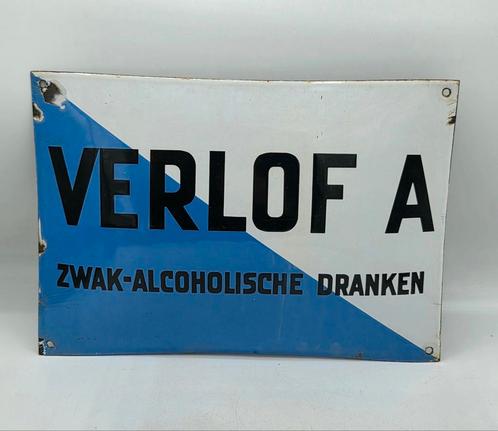 VERLOF A
ZWAK-ALCOHOLISCHE DRANKEN